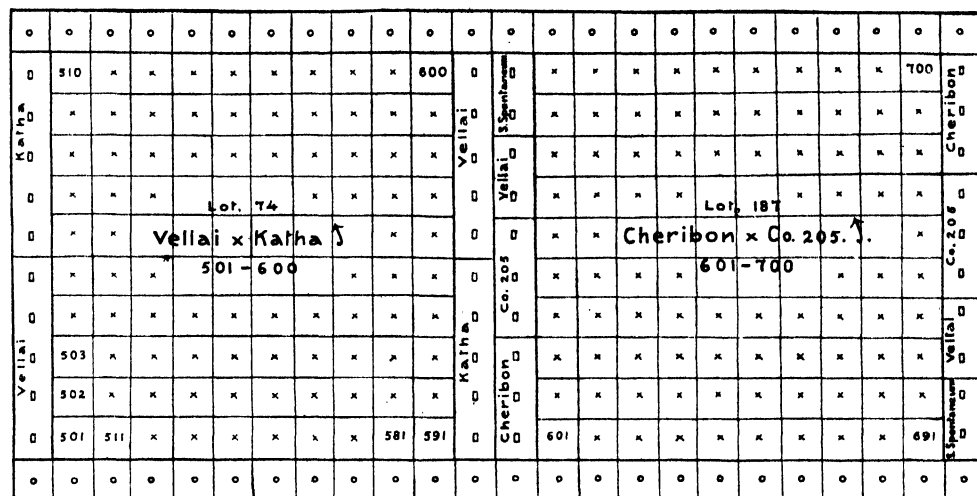 510
600
700
Katha
Vellai
S.Spontaneum
Cheribon
Vellai
Lot. 74
Vellai x Katha
501-600
Lot, 187
Cheribon x Co. 205.
601-700
Co. 205
Co. 205
Vellai
503
502
Katha
Cheribon
Vellai
S.Spontaneum
501 511 581 591 601 691